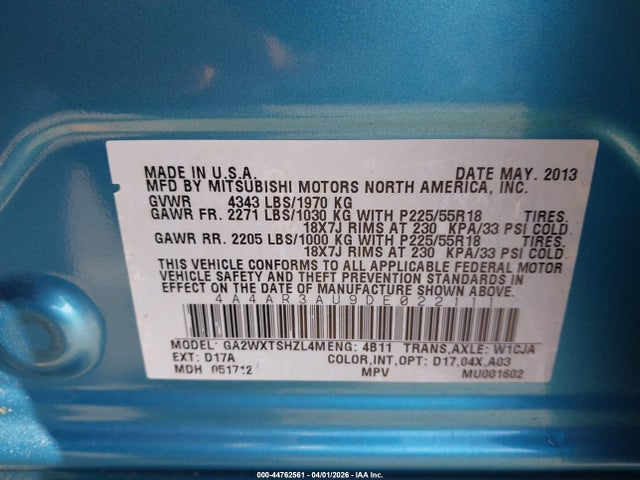 MADE IN U.S.A. DATE MAY. 2013
MFD BY MITSUBISHI MOTORS NORTH AMERICA, INC.
GVWR 4343 LBS/1970 KG
GAWR FR. 2271 LBS/1030 KG WITH P225/55R18 TIRES.
18X7J RIMS AT 230 KPA/33 PSI COLD.
GAWR RR. 2205 LBS/1000 KG WITH P225/55R18 TIRES.
18X7J RIMS AT 230 KPA/33 PSI COLD.
THIS VEHICLE CONFORMS TO ALL APPLICABLE FEDERAL MOTOR
VEHICLE SAFETY AND THEFT PREVENTION STANDARDS IN
EFFECT ON THE DATE OF MANUFACTURE SHOWN ABOVE.
4A4AR3AU9DE02211
MODEL: GA2WXTSHZL4M ENG: 4B11 TRANS,AXLE: W1CJA
EXT: D17A COLOR,INT,OPT: D17,04X,A03
MDH 051712 MPV MU001602
000-44762561 - 04/01/2026 - IAA Inc.